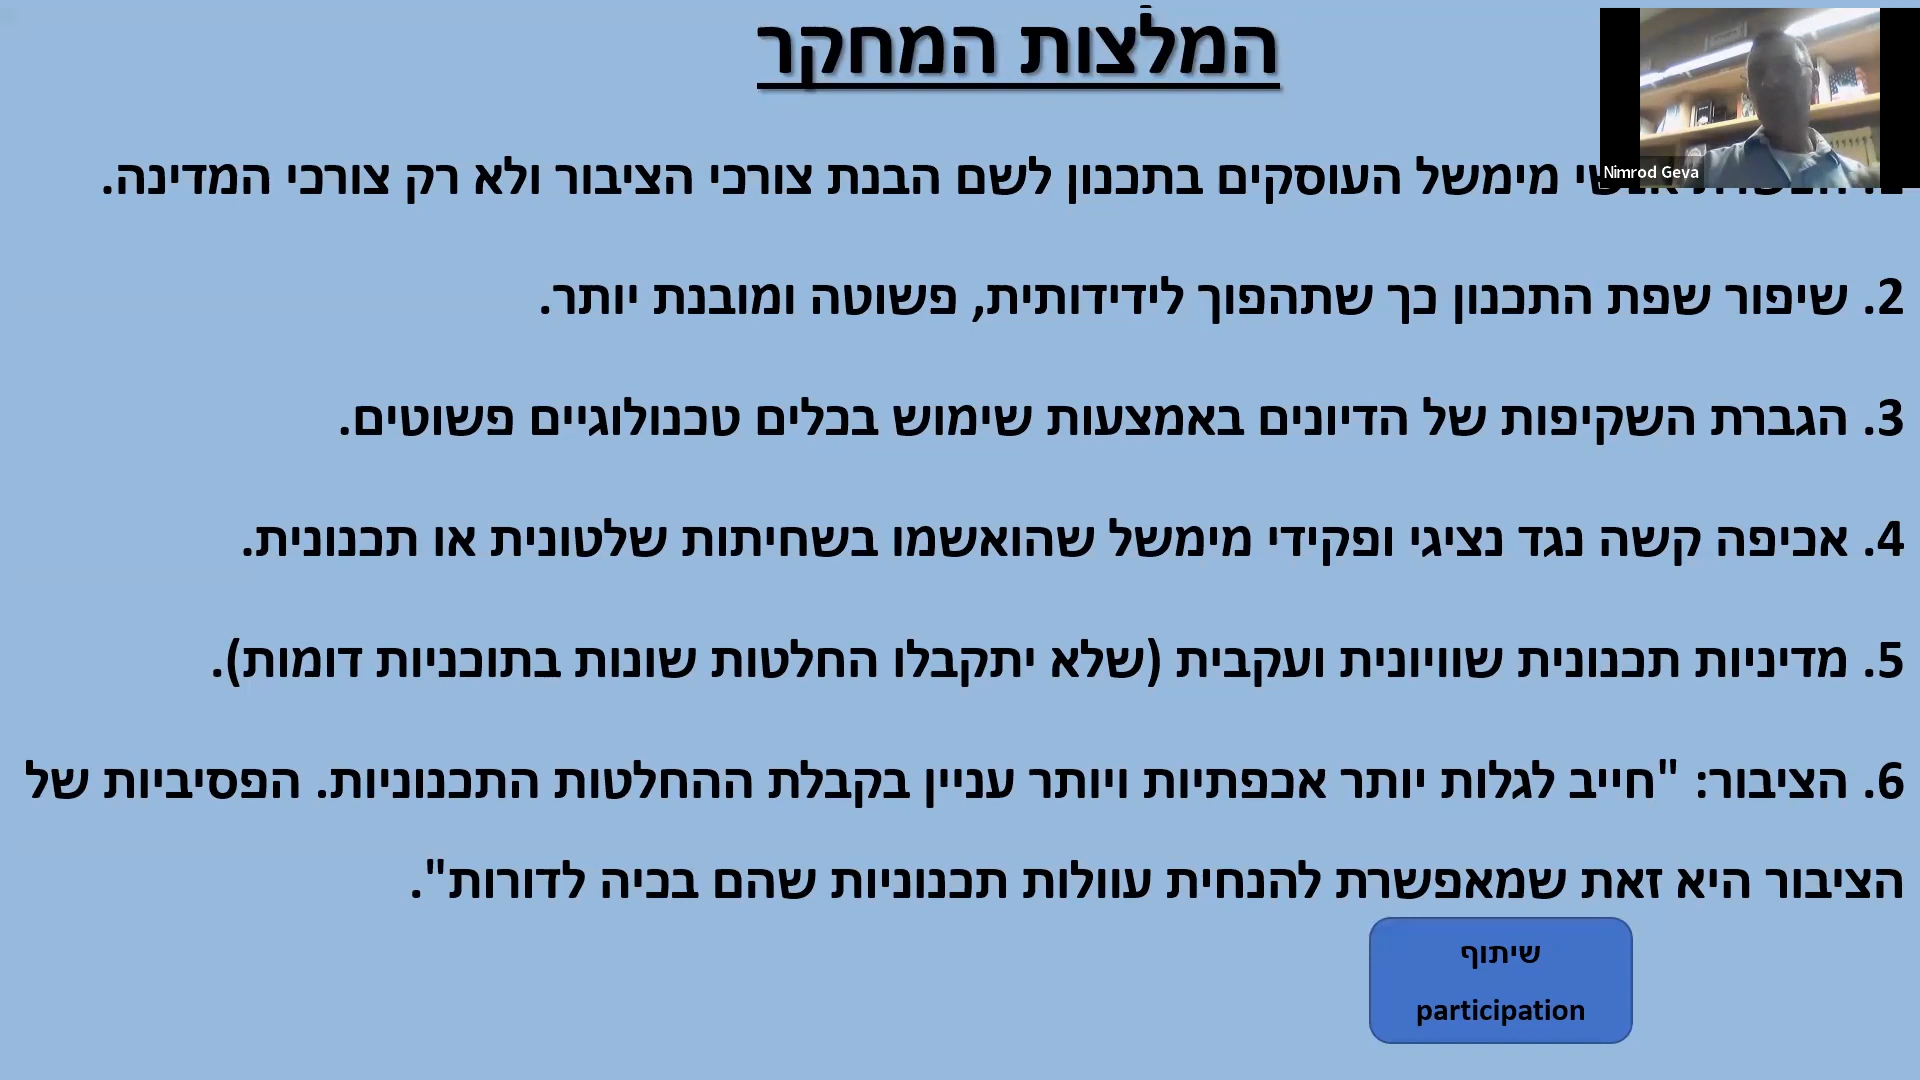 המלצות המחקר
Nimrod Geva
מימשל העוסקים בתכנון לשם הבנת צורכי הציבור ולא רק צורכי המדינה.
2. שיפור שפת התכנון כך שתהפוך לידידותית, פשוטה ומובנת יותר.
3. הגברת השקיפות של הדיונים באמצעות שימוש בכלים טכנולוגיים פשוטים.
4. אכיפה קשה נגד נציגי ופקידי מימשל שהואשמו בשחיתות שלטונית או תכנונית.
5. מדיניות תכנונית שוויונית ועקבית (שלא יתקבלו החלטות שונות בתוכניות דומות).
6. הציבור: "חייב לגלות יותר אכפתיות ויותר עניין בקבלת ההחלטות התכנוניות. הפסיביות של
הציבור היא זאת שמאפשרת להנחית עוולות תכנוניות שהם בכיה לדורות".
שיתוף
participation